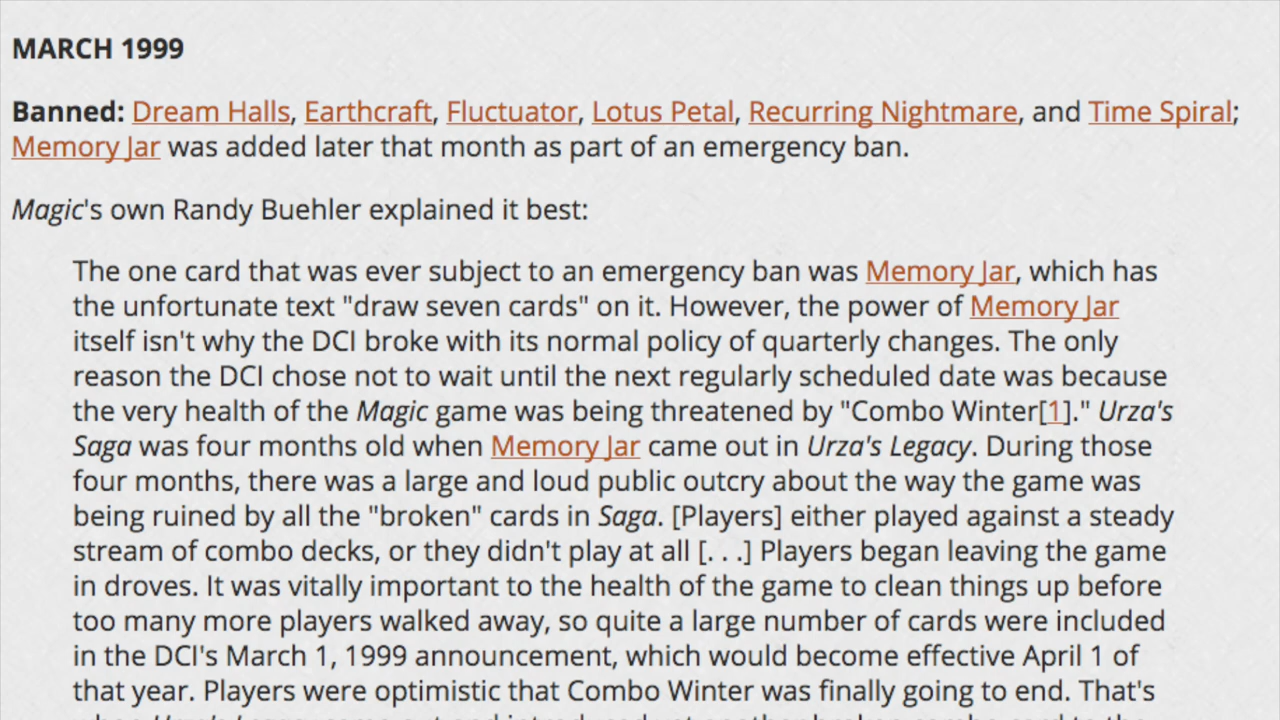 MARCH 1999
Banned: Dream Halls, Earthcraft, Fluctuator, Lotus Petal, Recurring Nightmare, and Time Spiral;
Memory Jar was added later that month as part of an emergency ban.
Magic's own Randy Buehler explained it best:
The one card that was ever subject to an emergency ban was Memory Jar, which has
the unfortunate text "draw seven cards" on it. However, the power of Memory Jar
itself isn't why the DCI broke with its normal policy of quarterly changes. The only
reason the DCI chose not to wait until the next regularly scheduled date was because
the very health of the Magic game was being threatened by "Combo Winter[1]." Urza's
Saga was four months old when Memory Jar came out in Urza's Legacy. During those
four months, there was a large and loud public outcry about the way the game was
being ruined by all the "broken" cards in Saga. [Players] either played against a steady
stream of combo decks, or they didn't play at all [. . .] Players began leaving the game
in droves. It was vitally important to the health of the game to clean things up before
too many more players walked away, so quite a large number of cards were included
in the DCI's March 1, 1999 announcement, which would become effective April 1 of
that year. Players were optimistic that Combo Winter was finally going to end. That's